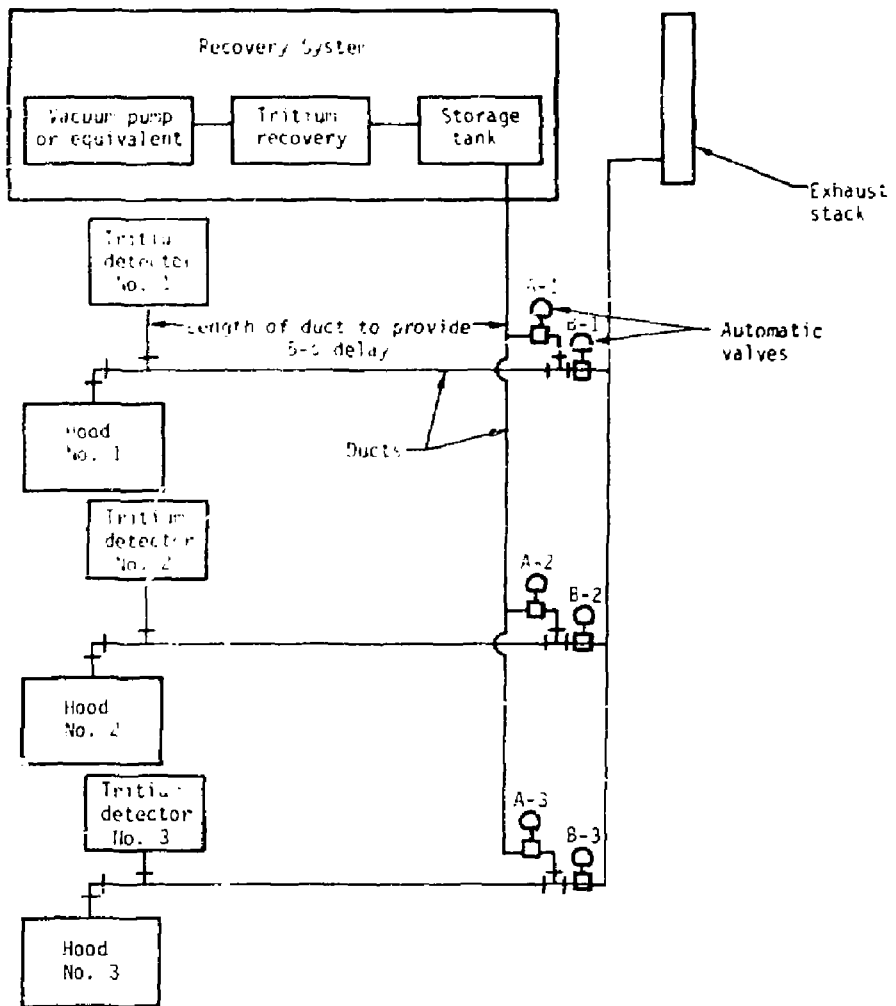 Recovery System
Vacuum pump
or equivalent
Tritium
recovery
Storage
tank
Exhaust
stack
Tritiu
detector
No. 1
A-1
B-1
Automatic
valves
Length of duct to provide
delay
Hood
No. 1
Ducts
Tritium
detector
No. 2
A-2
B-2
Hood
No. 2
Tritiu
detector
No. 3
A-3
B-3
Hood
No. 3